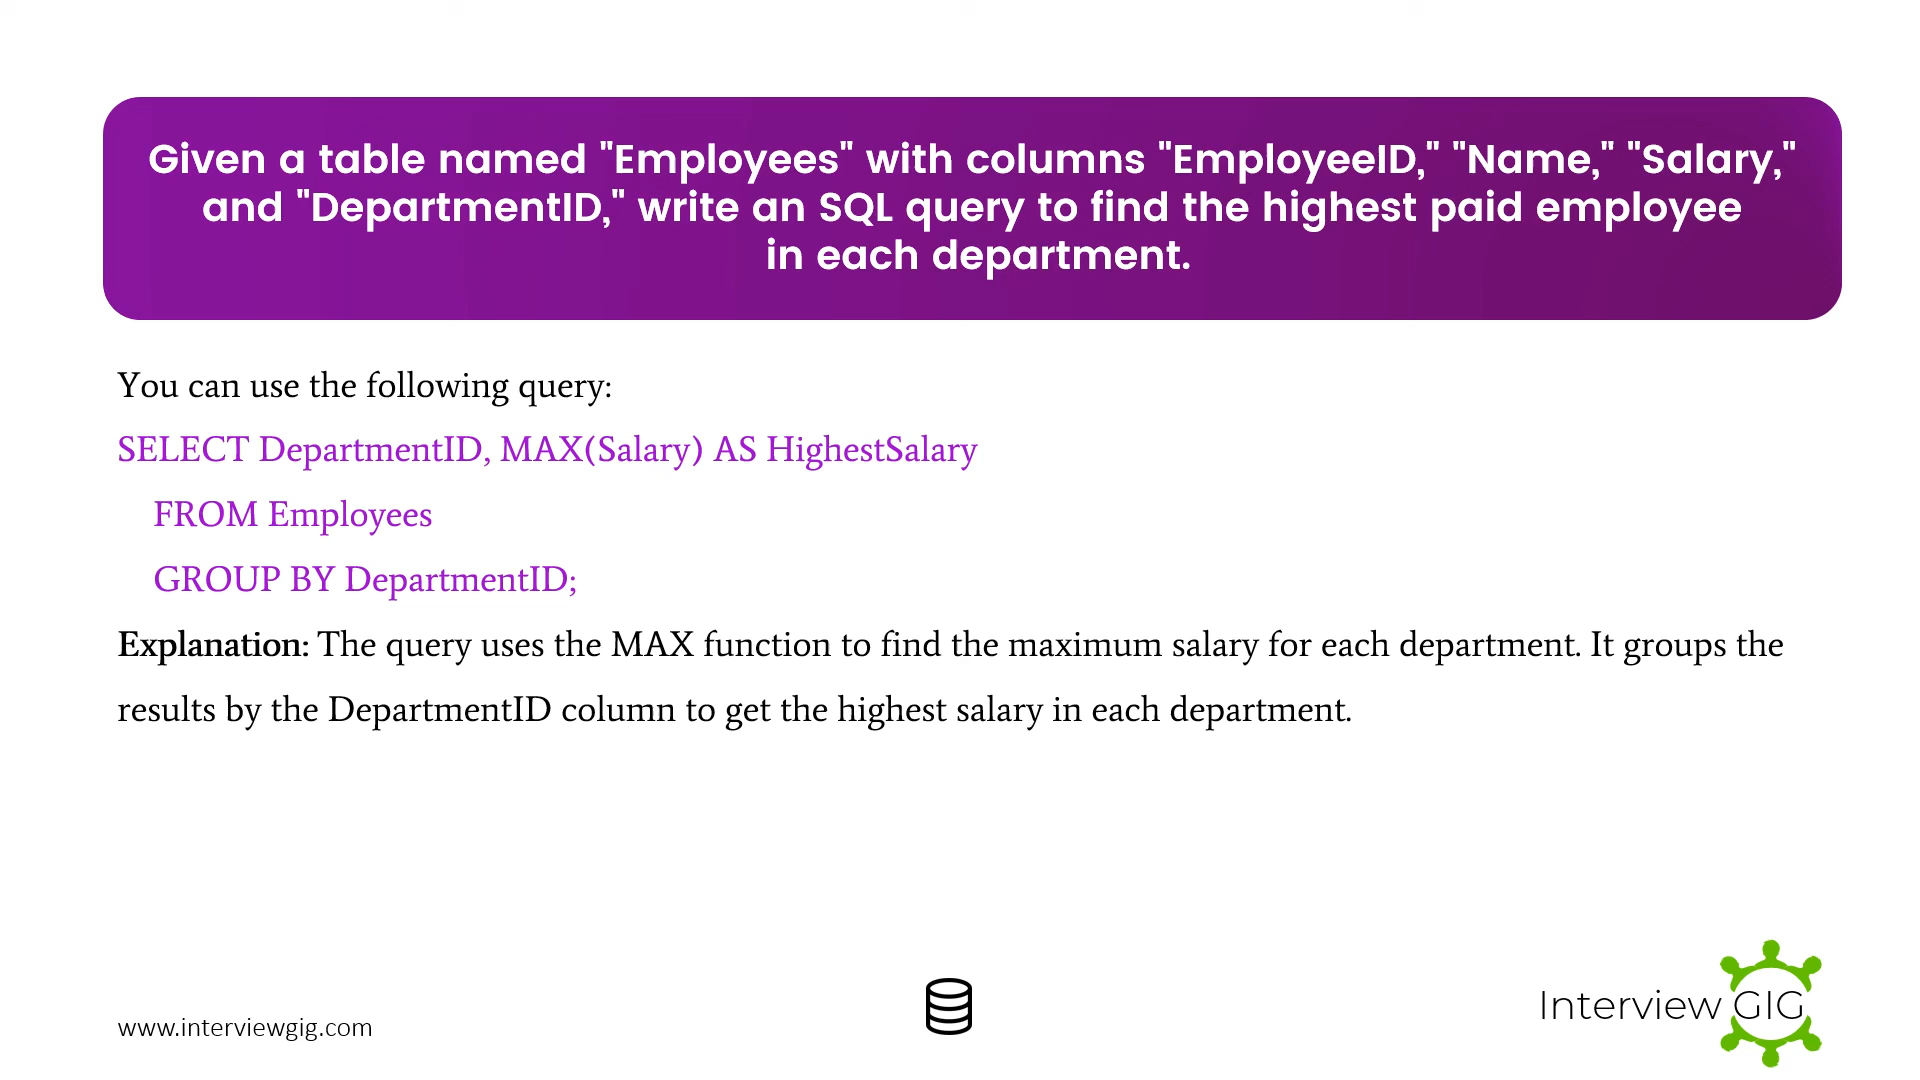 Given a table named "Employees" with columns "EmployeeID," "Name," "Salary,"
and "DepartmentID," write an SQL query to find the highest paid employee
in each department.
You can use the following query:
SELECT DepartmentID, MAX(Salary) AS HighestSalary
FROM Employees
GROUP BY DepartmentID;
Explanation: The query uses the MAX function to find the maximum salary for each department. It groups the
results by the DepartmentID column to get the highest salary in each department.
www.interviewgig.com
Interview GIG